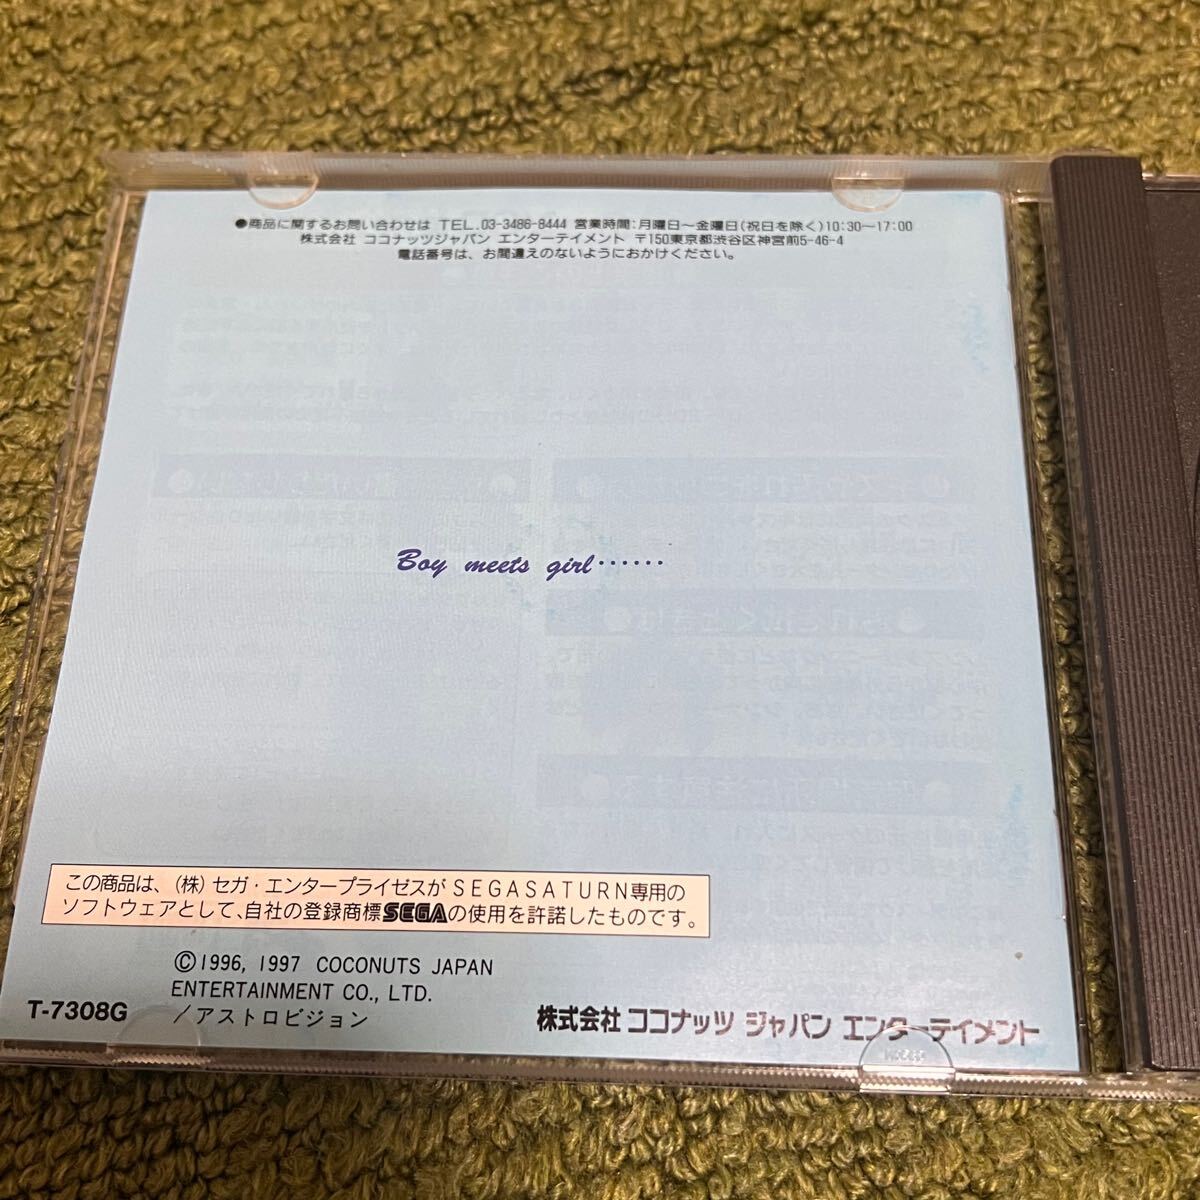 ●商品に関するお問い合わせは TEL.03-3486-8444 営業時間:月曜日〜金曜日(祝日を除く)10:30〜17:00
株式会社 ココナッツジャパン エンターテイメント 〒150東京都渋谷区神宮前5-46-4
電話番号は、お間違えのないようにおかけください。
Boy meets girl‥‥‥
この商品は、(株)セガ・エンタープライゼスがSEGASATURN専用の
ソフトウェアとして、自社の登録商標SEGAの使用を許諾したものです。
©1996, 1997 COCONUTS JAPAN
ENTERTAINMENT CO., LTD.
/アストロビジョン
T-7308G
株式会社 ココナッツ ジャパン エンターテイメント